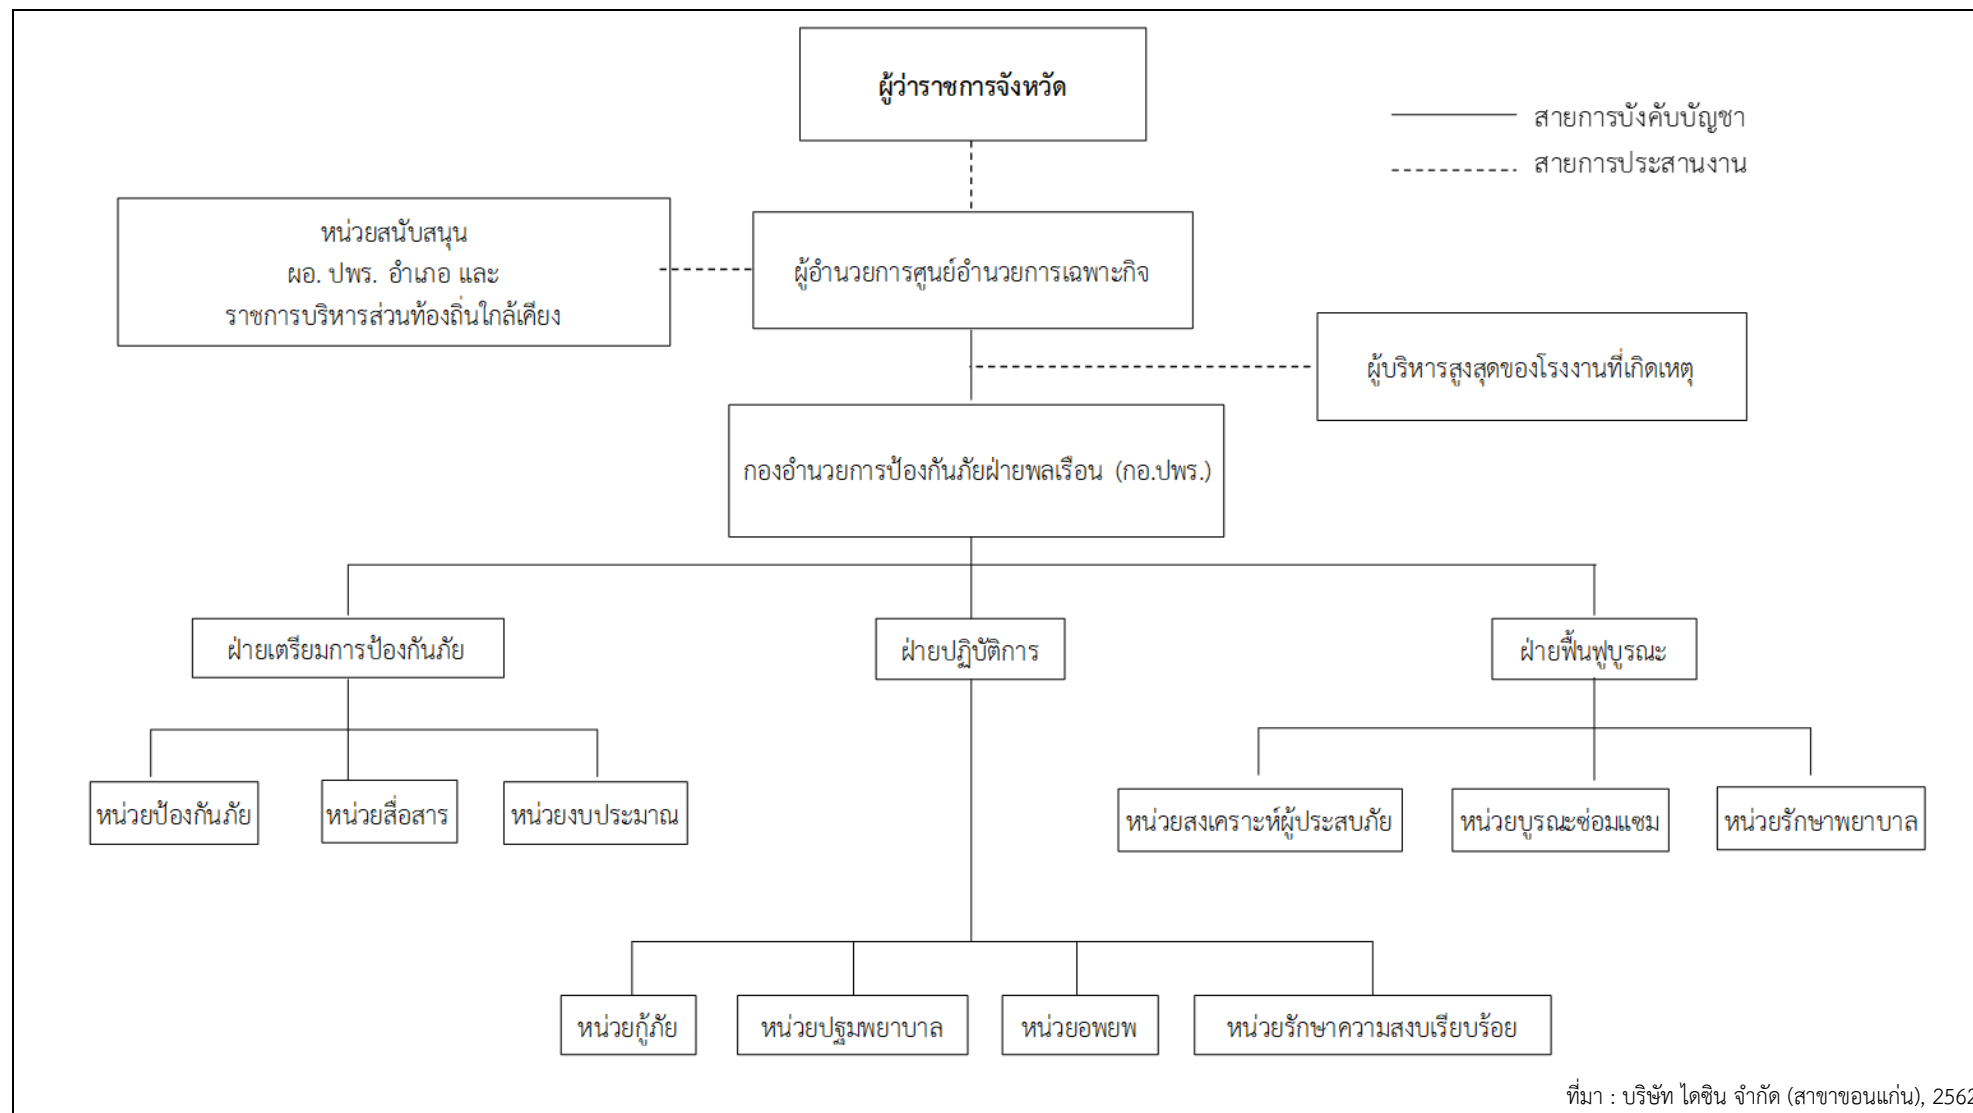 ผู้ว่าราชการจังหวัด
สายการบังคับบัญชา
สายการประสานงาน
หน่วยสนับสนุน
ผอ. ปพร. อำเภอ และ
ราชการบริหารส่วนท้องถิ่นใกล้เคียง
ผู้อำนวยการศูนย์อำนวยการเฉพาะกิจ
ผู้บริหารสูงสุดของโรงงานที่เกิดเหตุ
กองอำนวยการป้องกันภัยฝ่ายพลเรือน (กอ.ปพร.)
ฝ่ายเตรียมการป้องกันภัย
ฝ่ายปฏิบัติการ
ฝ่ายฟื้นฟูบูรณะ
หน่วยป้องกันภัย
หน่วยสื่อสาร
หน่วยงบประมาณ
หน่วยสงเคราะห์ผู้ประสบภัย
หน่วยบูรณะซ่อมแซม
หน่วยรักษาพยาบาล
หน่วยกู้ภัย
หน่วยปฐมพยาบาล
หน่วยอพยพ
หน่วยรักษาความสงบเรียบร้อย
ที่มา : บริษัท ไดซิน จำกัด (สาขาขอนแก่น), 2562